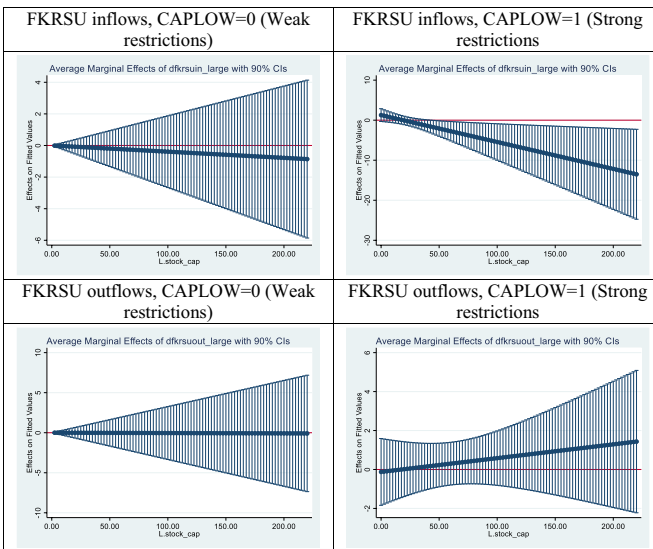 FKRSU inflows, CAPLOW=0 (Weak
restrictions)
FKRSU inflows, CAPLOW=1 (Strong
restrictions
Average Marginal Effects of dfkrsuin_large with 90% CIs
Effects on Fitted Values
4
2
0
-2
-4
-6
0.00 50.00 100.00 150.00 200.00
L.stock_cap
Average Marginal Effects of dfkrsuin_large with 90% CIs
Effects on Fitted Values
10
0
-10
-20
-30
0.00 50.00 100.00 150.00 200.00
L.stock_cap
FKRSU outflows, CAPLOW=0 (Weak
restrictions)
FKRSU outflows, CAPLOW=1 (Strong
restrictions
Average Marginal Effects of dfkrsuout_large with 90% CIs
Effects on Fitted Values
10
5
0
-5
-10
0.00 50.00 100.00 150.00 200.00
L.stock_cap
Average Marginal Effects of dfkrsuout_large with 90% CIs
Effects on Fitted Values
6
4
2
0
-2
0.00 50.00 100.00 150.00 200.00
L.stock_cap